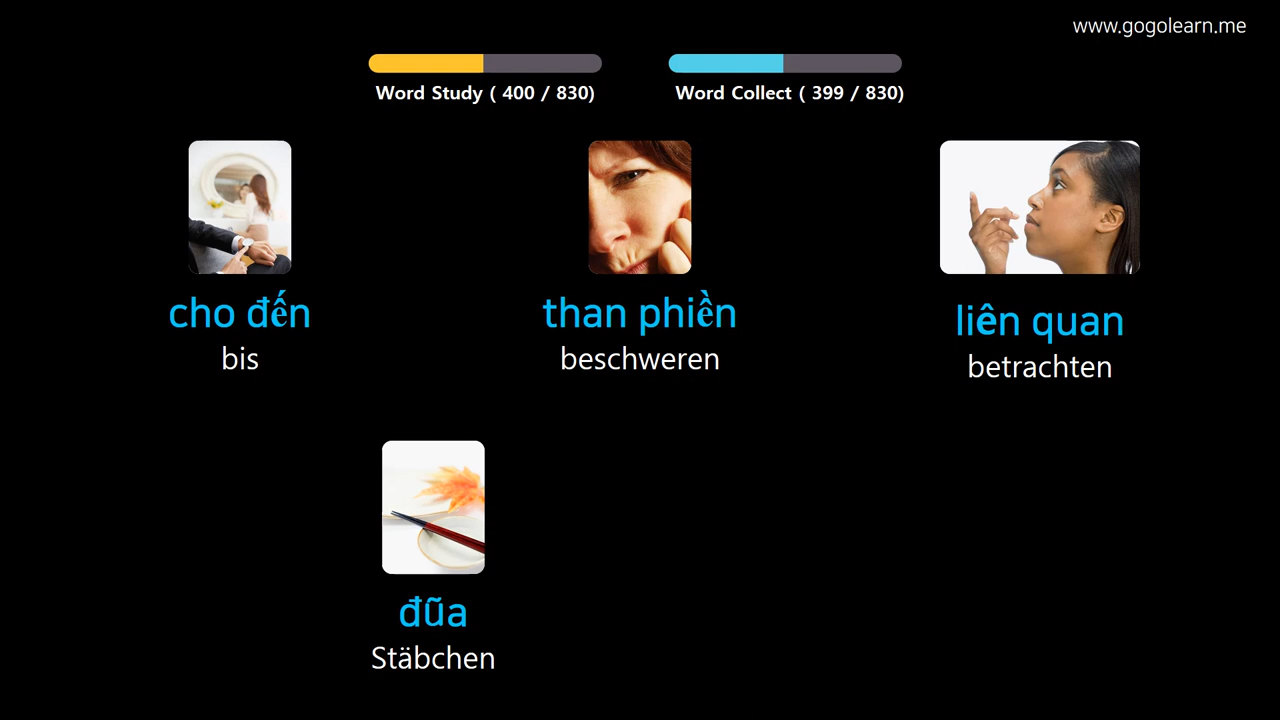 www.gogolearn.me
Word Study ( 400 / 830)
Word Collect ( 399 / 830)
cho đến
bis
than phiền
beschweren
liên quan
betrachten
đũa
Stäbchen